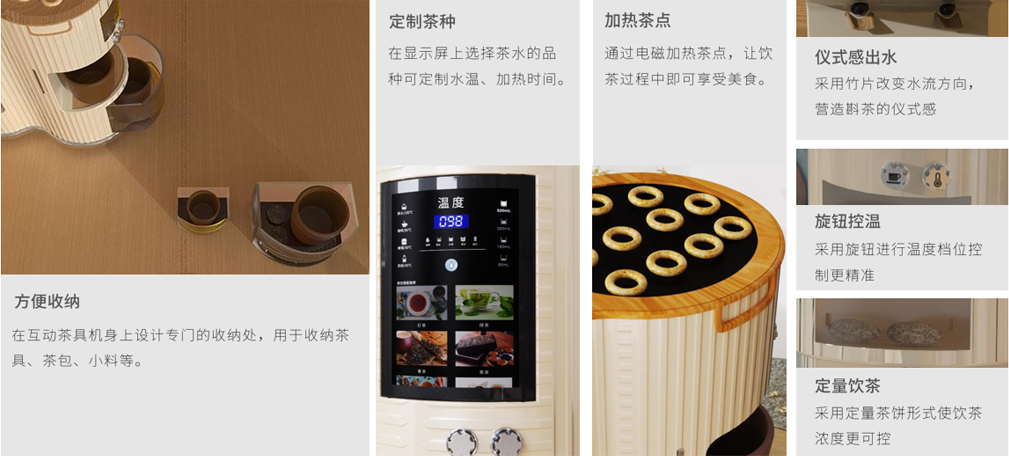 方便收纳
在互动茶具机身上设计专门的收纳处，用于收纳茶
具、茶包、小料等。
定制茶种
在显示屏上选择茶水的品
种可定制水温、加热时间。
温度
098
500mL
加热茶点
通过电磁加热茶点，让饮
茶过程中即可享受美食。
仪式感出水
采用竹片改变水流方向，
营造斟茶的仪式感
旋钮控温
采用旋钮进行温度档位控
制更精准
定量饮茶
采用定量茶饼形式使饮茶
浓度更可控